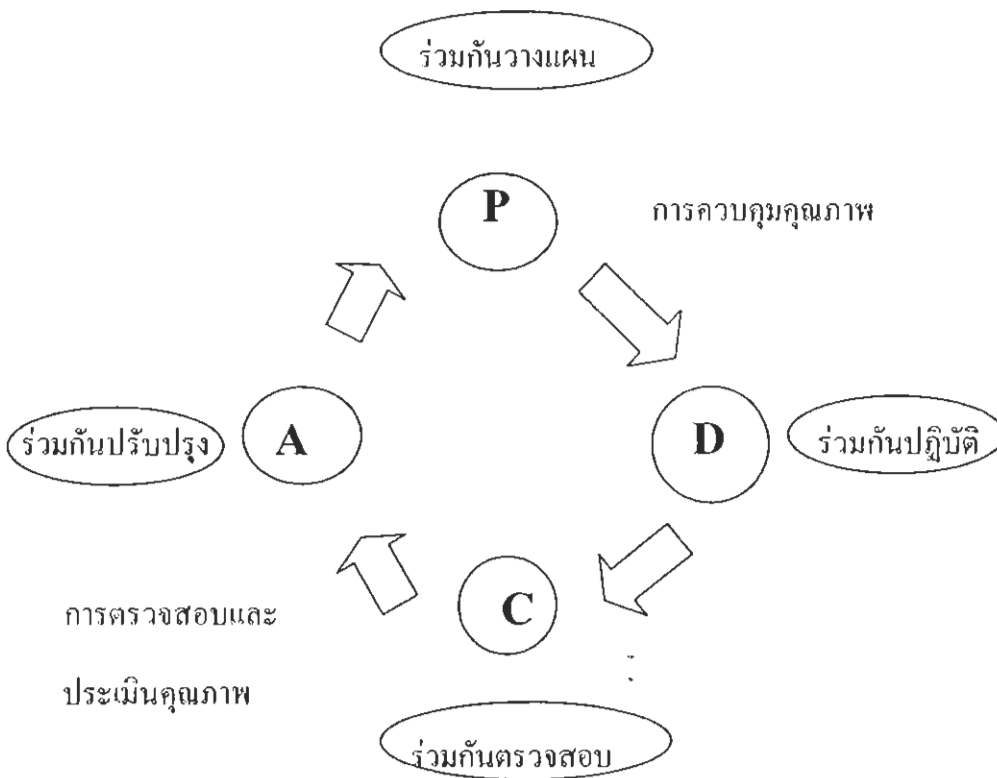 ร่วมกันวางแผน
P
การควบคุมคุณภาพ
ร่วมกันปรับปรุง
A
D
ร่วมกันปฏิบัติ
C
การตรวจสอบและ
ประเมินคุณภาพ
ร่วมกันตรวจสอบ